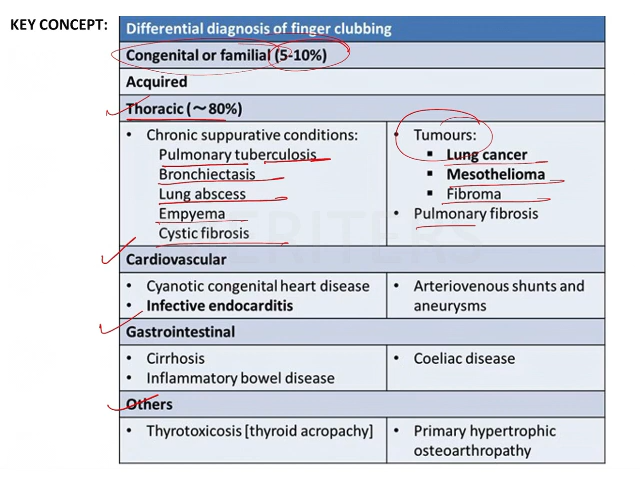 KEY CONCEPT:
Differential diagnosis of finger clubbing
Congenital or familial (5-10%)
Acquired
Thoracic (~80%)
• Chronic suppurative conditions:
Pulmonary tuberculosis
Bronchiectasis
Lung abscess
Empyema
Cystic fibrosis
• Tumours:
▪ Lung cancer
▪ Mesothelioma
▪ Fibroma
• Pulmonary fibrosis
Cardiovascular
• Cyanotic congenital heart disease
• Infective endocarditis
• Arteriovenous shunts and
aneurysms
Gastrointestinal
• Cirrhosis
• Inflammatory bowel disease
• Coeliac disease
Others
• Thyrotoxicosis [thyroid acropachy]
• Primary hypertrophic
osteoarthropathy